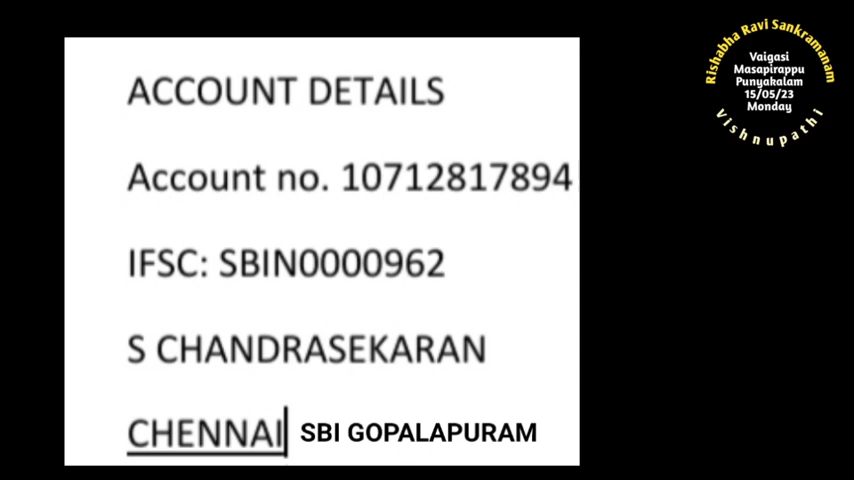 ACCOUNT DETAILS
Account no. 10712817894
IFSC: SBIN0000962
S CHANDRASEKARAN
CHENNAI SBI GOPALAPURAM
Rishabha Ravi Sankramanam
Vaigasi
Masapirappu
Punyakalam
15/05/23
Monday
Vishnupathi